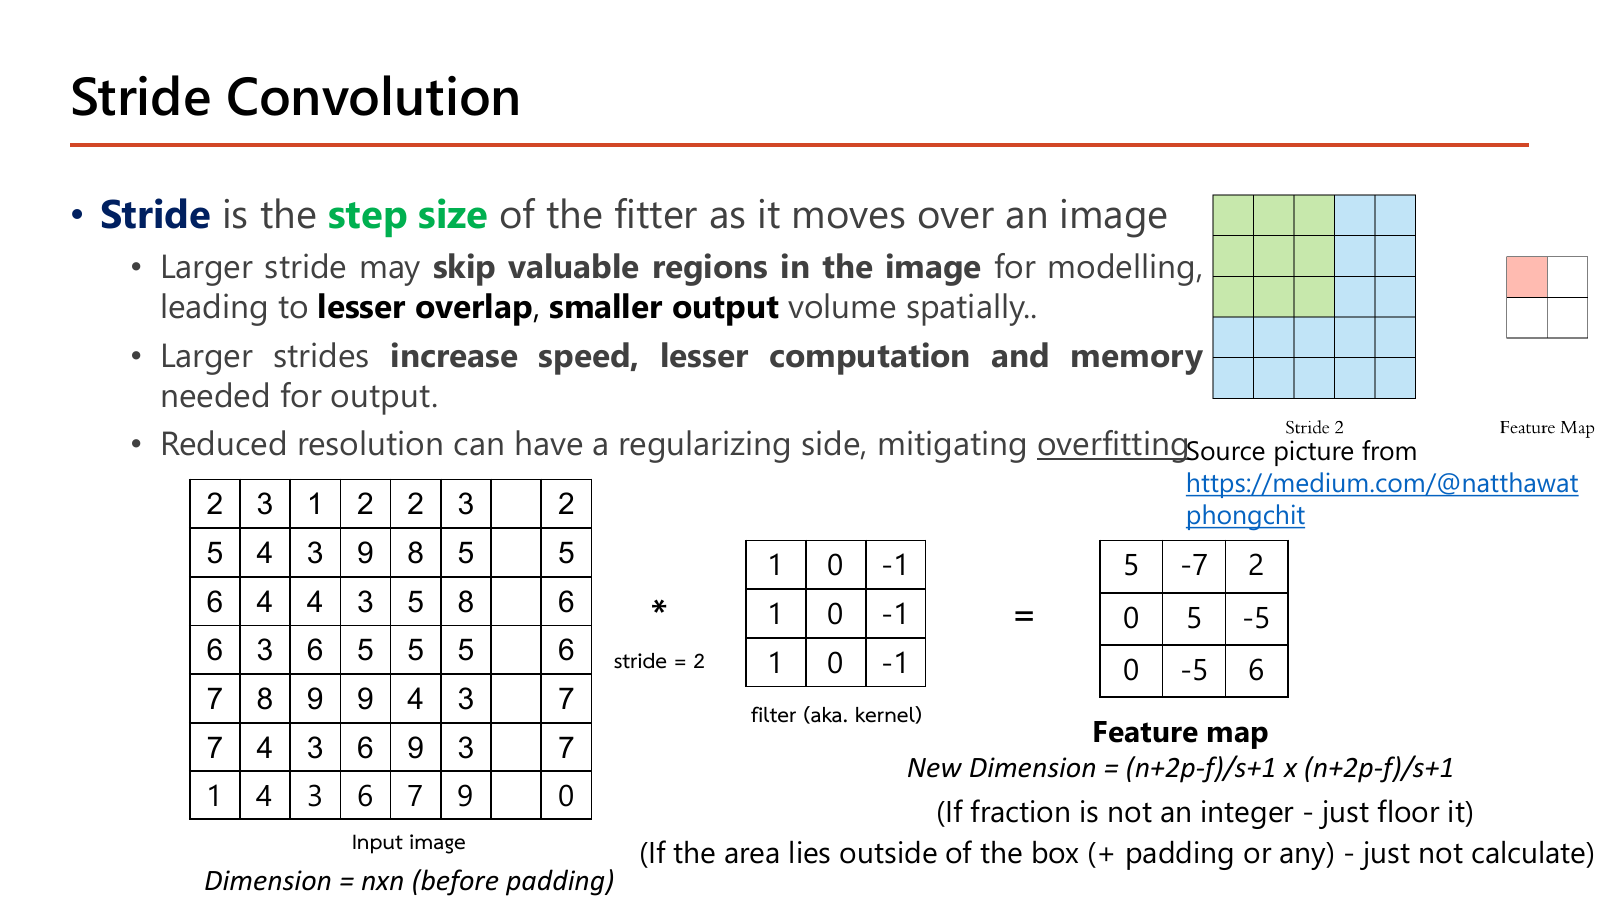 Stride Convolution
• Stride is the step size of the fitter as it moves over an image
• Larger stride may skip valuable regions in the image for modelling,
leading to lesser overlap, smaller output volume spatially..
• Larger strides increase speed, lesser computation and memory
needed for output.
• Reduced resolution can have a regularizing side, mitigating overfitting
Stride 2
Feature Map
Source picture from
https://medium.com/@natthawat
phongchit
2 3 1 2 2 3 2
5 4 3 9 8 5 5
6 4 4 3 5 8 6
6 3 6 5 5 5 6
7 8 9 9 4 3 7
7 4 3 6 9 3 7
1 4 3 6 7 9 0
Input image
Dimension = nxn (before padding)
*
stride = 2
1 0 -1
1 0 -1
1 0 -1
filter (aka. kernel)
=
5 -7 2
0 5 -5
0 -5 6
Feature map
New Dimension = (n+2p-f)/s+1 x (n+2p-f)/s+1
(If fraction is not an integer - just floor it)
(If the area lies outside of the box (+ padding or any) - just not calculate)